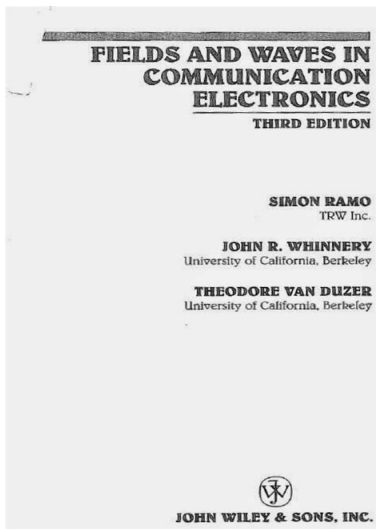 FIELDS AND WAVES IN
COMMUNICATION
ELECTRONICS
THIRD EDITION
SIMON RAMO
TRW Inc.
JOHN R. WHINNERY
University of California, Berkeley
THEODORE VAN DUZER
University of California, Berkeley
JW
JOHN WILEY & SONS, INC.